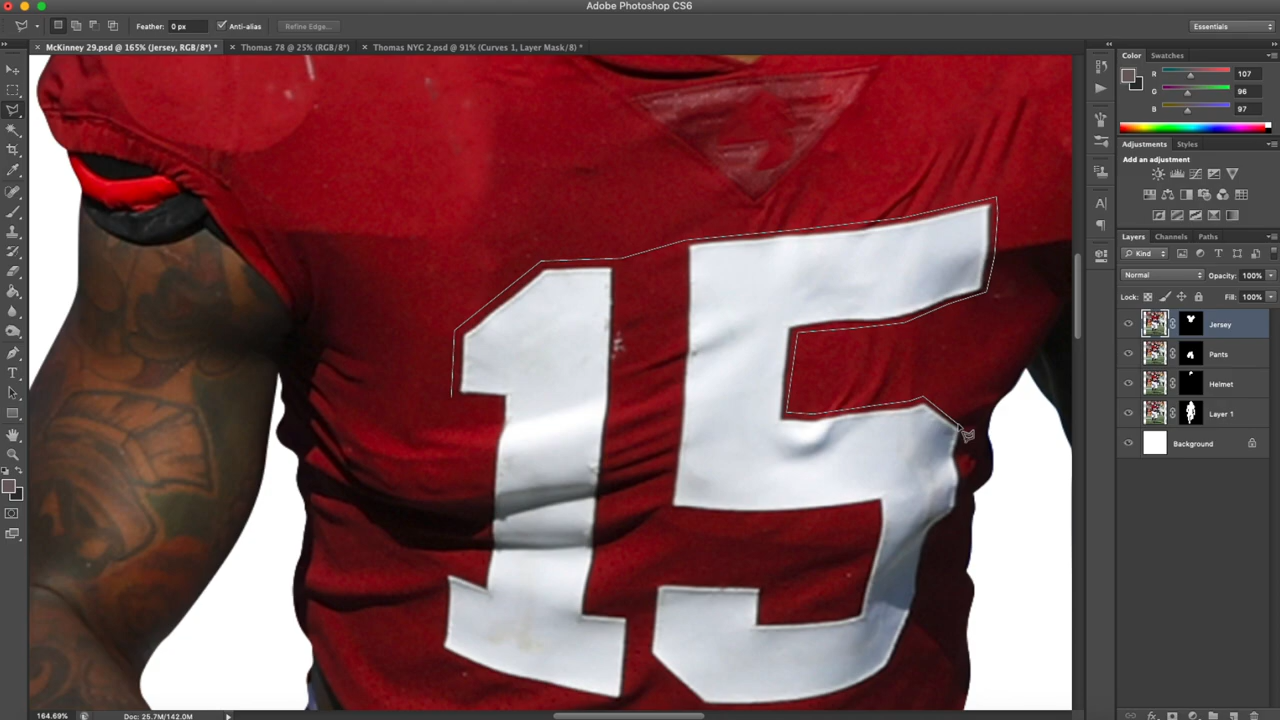 Adobe Photoshop CS6
Feather: 0 px Anti-alias Refine Edge... Essentials
McKinney 29.psd @ 165% (Jersey, RGB/8*) * Thomas 78 @ 25% (RGB/8*) Thomas NYG 2.psd @ 91% (Curves 1, Layer Mask/8) *
Color Swatches
R 107
G 96
B 97
Adjustments Styles
Add an adjustment
Layers Channels Paths
Kind
Normal Opacity: 100%
Lock: Fill: 100%
Jersey
Pants
Helmet
Layer 1
Background
15
164.69% Doc: 25.7M/142.0M